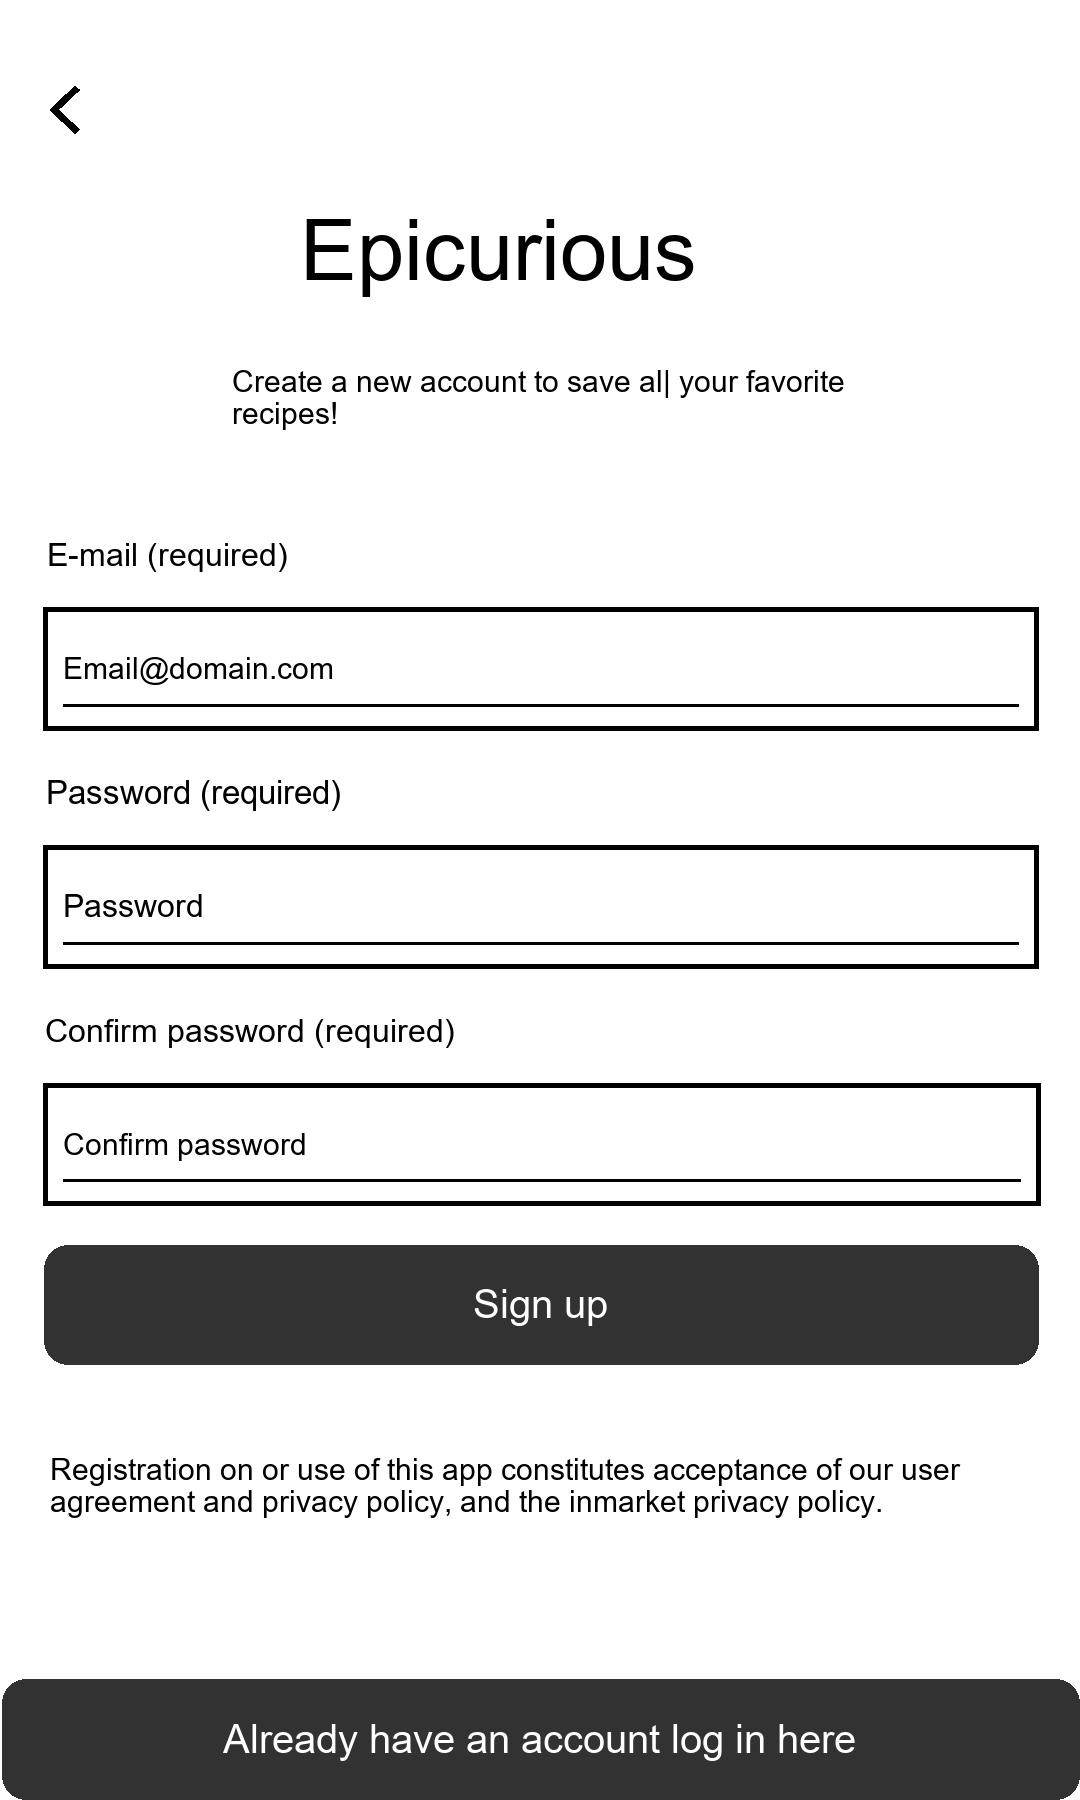 Epicurious
Create a new account to save al| your favorite
recipes!
E-mail (required)
Email@domain.com
Password (required)
Password
Confirm password (required)
Confirm password
Sign up
Registration on or use of this app constitutes acceptance of our user
agreement and privacy policy, and the inmarket privacy policy.
Already have an account log in here